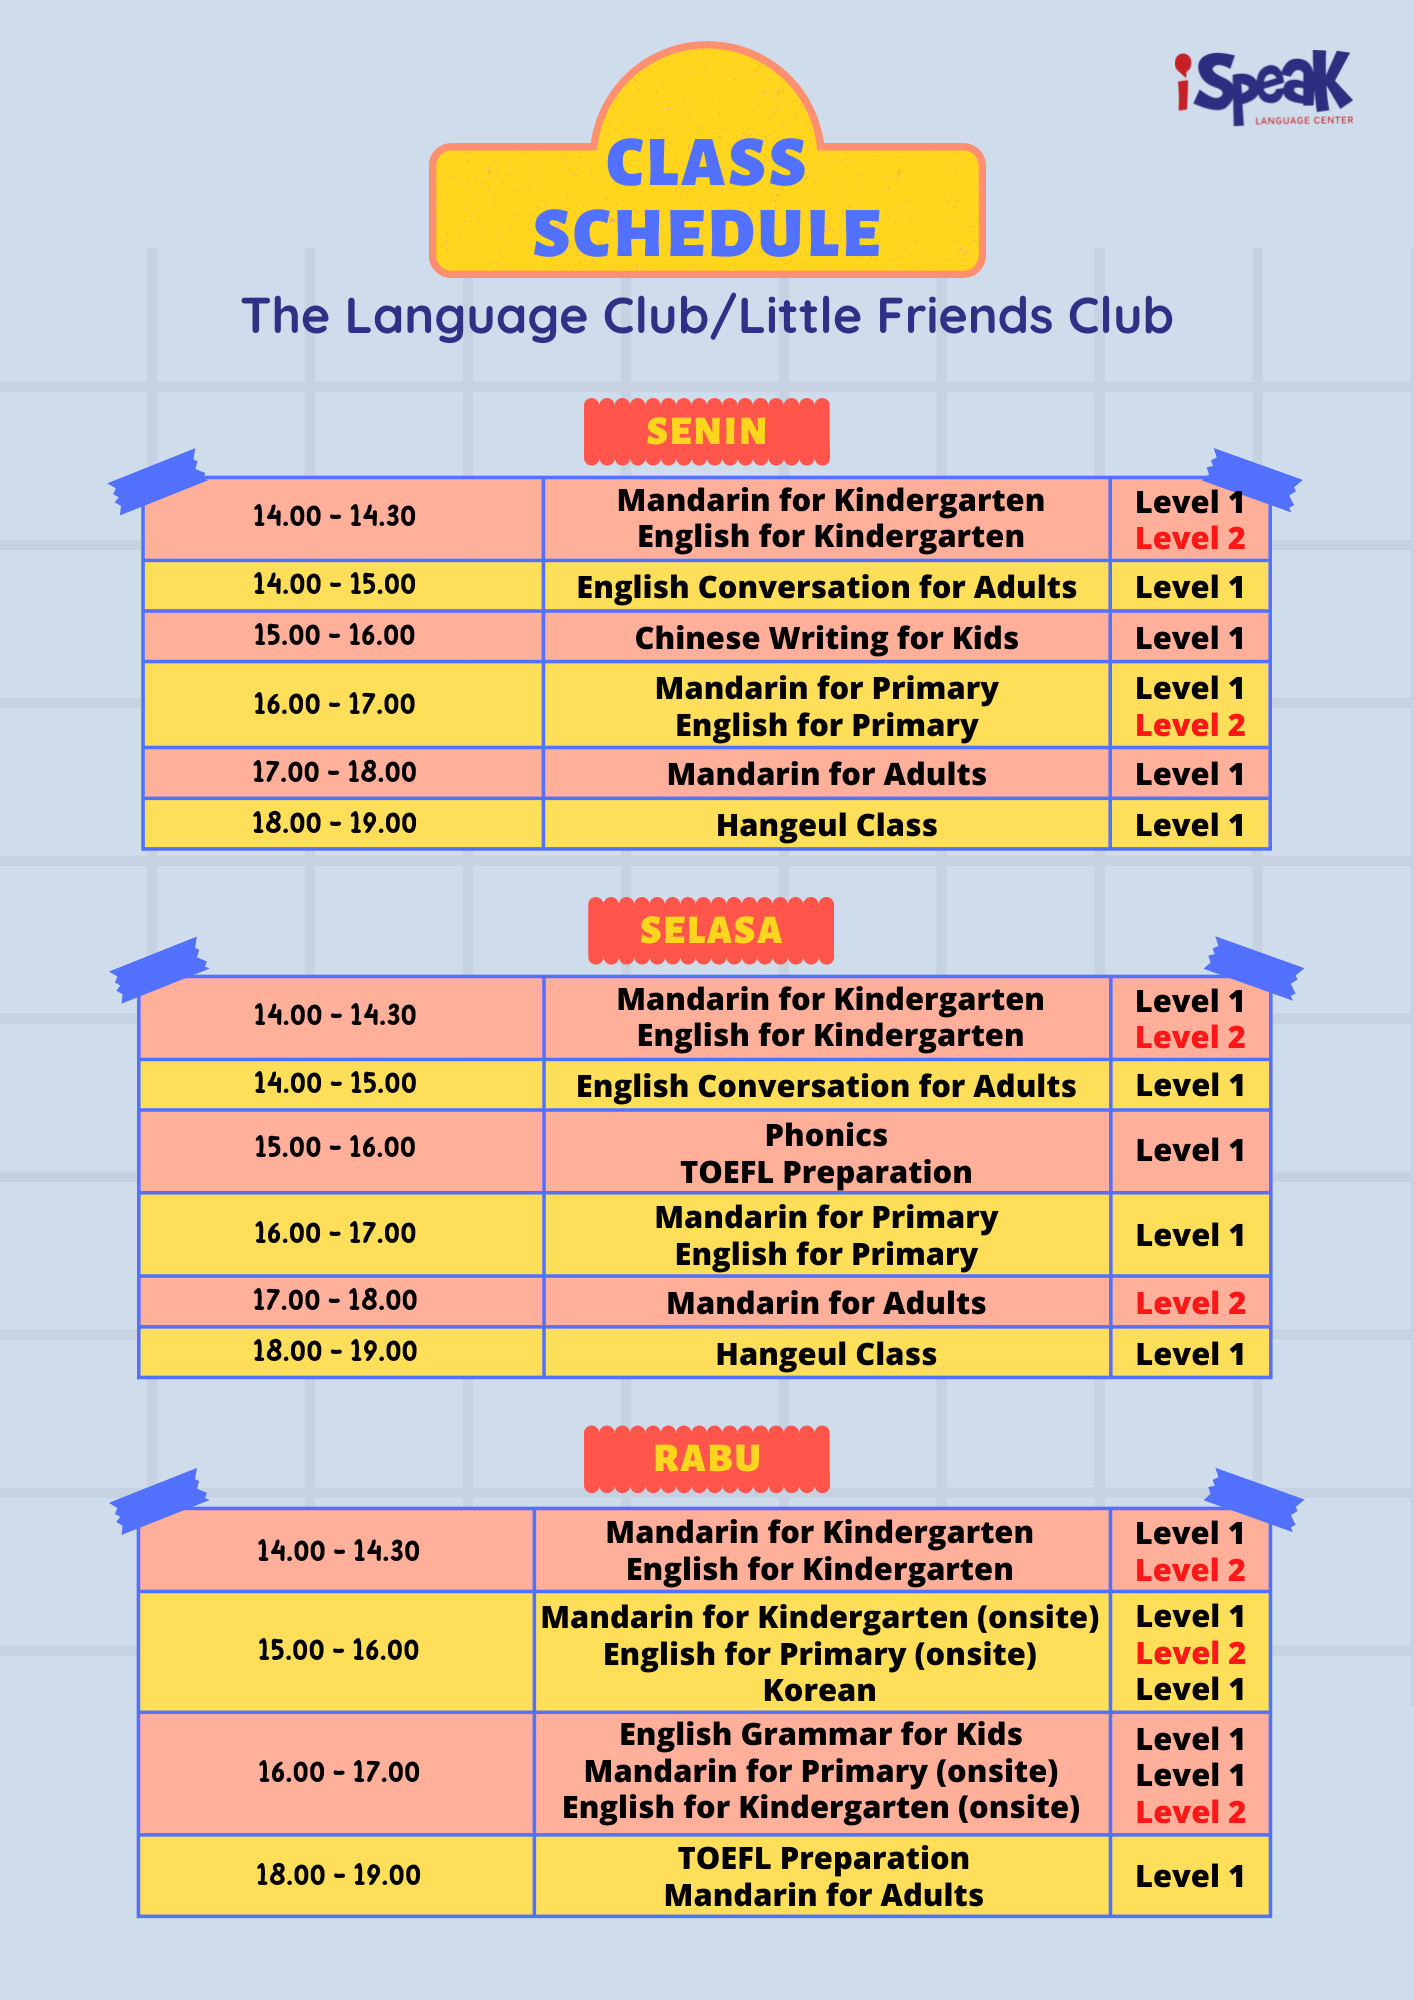 iSpeak
LANGUAGE CENTER
CLASS
SCHEDULE
The Language Club/Little Friends Club
SENIN
14.00 - 14.30
Mandarin for Kindergarten
English for Kindergarten
Level 1
Level 2
14.00 - 15.00
English Conversation for Adults
Level 1
15.00 - 16.00
Chinese Writing for Kids
Level 1
16.00 - 17.00
Mandarin for Primary
English for Primary
Level 1
Level 2
17.00 - 18.00
Mandarin for Adults
Level 1
18.00 - 19.00
Hangeul Class
Level 1
SELASA
14.00 - 14.30
Mandarin for Kindergarten
English for Kindergarten
Level 1
Level 2
14.00 - 15.00
English Conversation for Adults
Level 1
15.00 - 16.00
Phonics
TOEFL Preparation
Level 1
16.00 - 17.00
Mandarin for Primary
English for Primary
Level 1
17.00 - 18.00
Mandarin for Adults
Level 2
18.00 - 19.00
Hangeul Class
Level 1
RABU
14.00 - 14.30
Mandarin for Kindergarten
English for Kindergarten
Level 1
Level 2
15.00 - 16.00
Mandarin for Kindergarten (onsite)
English for Primary (onsite)
Korean
Level 1
Level 2
Level 1
16.00 - 17.00
English Grammar for Kids
Mandarin for Primary (onsite)
English for Kindergarten (onsite)
Level 1
Level 1
Level 2
18.00 - 19.00
TOEFL Preparation
Mandarin for Adults
Level 1